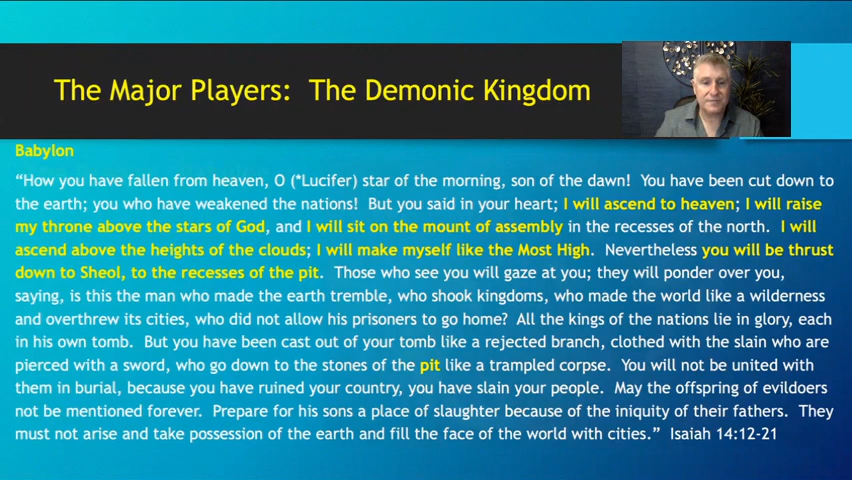 The Major Players: The Demonic Kingdom
Babylon
“How you have fallen from heaven, O (*Lucifer) star of the morning, son of the dawn! You have been cut down to
the earth; you who have weakened the nations! But you said in your heart; I will ascend to heaven; I will raise
my throne above the stars of God, and I will sit on the mount of assembly in the recesses of the north. I will
ascend above the heights of the clouds; I will make myself like the Most High. Nevertheless you will be thrust
down to Sheol, to the recesses of the pit. Those who see you will gaze at you; they will ponder over you,
saying, is this the man who made the earth tremble, who shook kingdoms, who made the world like a wilderness
and overthrew its cities, who did not allow his prisoners to go home? All the kings of the nations lie in glory, each
in his own tomb. But you have been cast out of your tomb like a rejected branch, clothed with the slain who are
pierced with a sword, who go down to the stones of the pit like a trampled corpse. You will not be united with
them in burial, because you have ruined your country, you have slain your people. May the offspring of evildoers
not be mentioned forever. Prepare for his sons a place of slaughter because of the iniquity of their fathers. They
must not arise and take possession of the earth and fill the face of the world with cities.” Isaiah 14:12-21